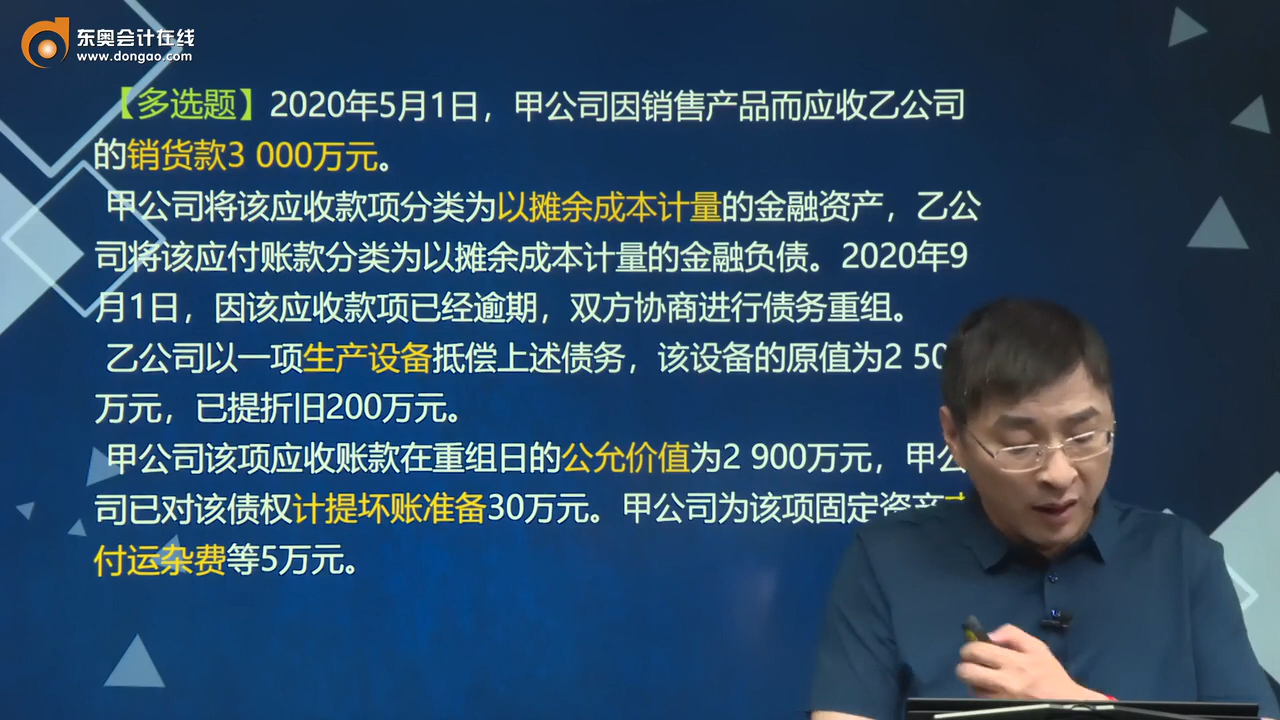 东奥会计在线
www.dongao.com
【多选题】2020年5月1日，甲公司因销售产品而应收乙公司
的销货款3 000万元。
甲公司将该应收款项分类为以摊余成本计量的金融资产，乙公
司将该应付账款分类为以摊余成本计量的金融负债。2020年9
月1日，因该应收款项已经逾期，双方协商进行债务重组。
乙公司以一项生产设备抵偿上述债务，该设备的原值为2 50
万元，已提折旧200万元。
甲公司该项应收账款在重组日的公允价值为2 900万元，甲公
司已对该债权计提坏账准备30万元。甲公司为该项固定资产
付运杂费等5万元。